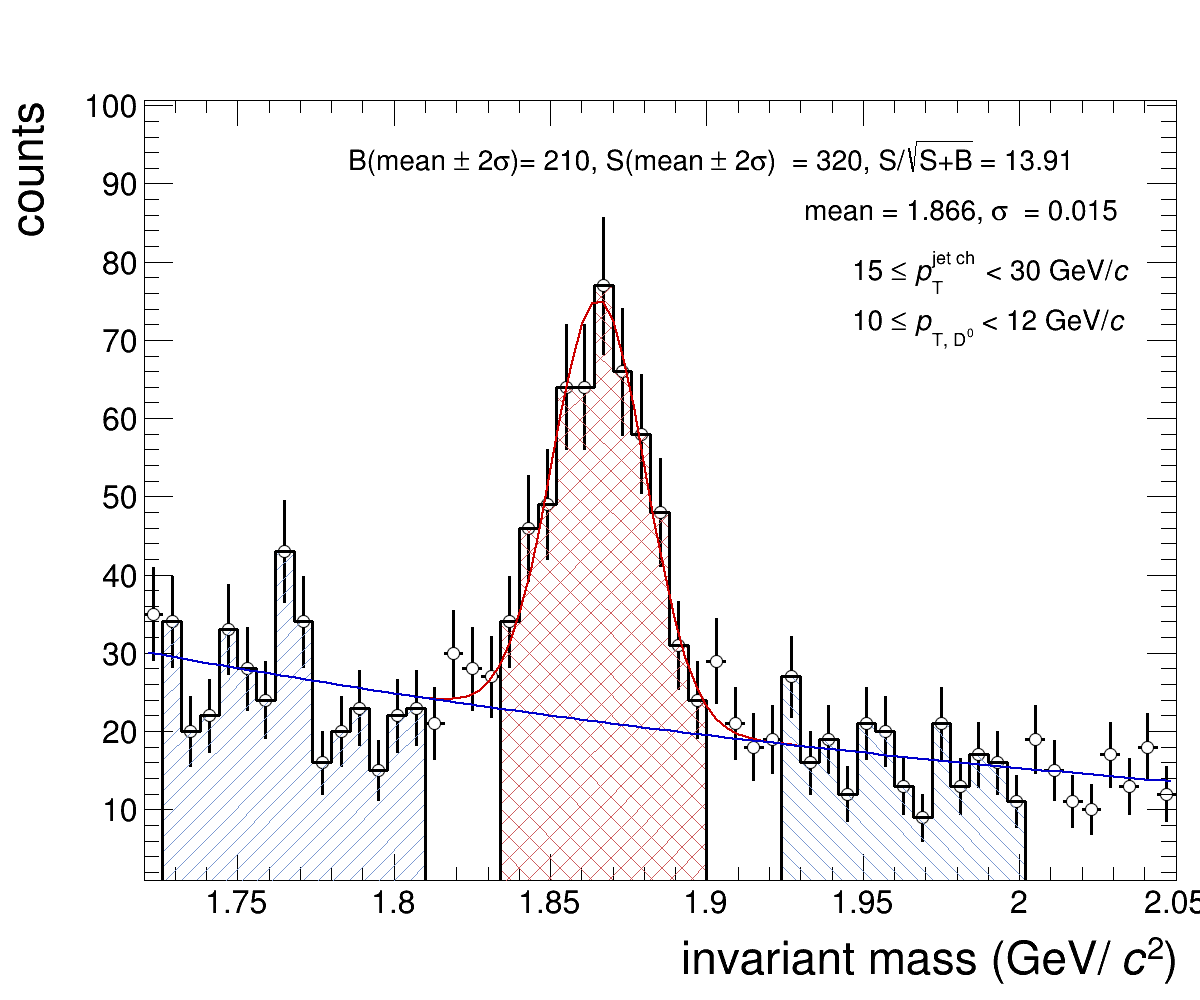 counts
100
90
80
70
60
50
40
30
20
10
B(mean ± 2σ)= 210, S(mean ± 2σ) = 320, S/√S+B = 13.91
mean = 1.866, σ = 0.015
15 ≤ p_T^jet ch < 30 GeV/c
10 ≤ p_T, D⁰ < 12 GeV/c
1.75 1.8 1.85 1.9 1.95 2 2.05
invariant mass (GeV/ c²)